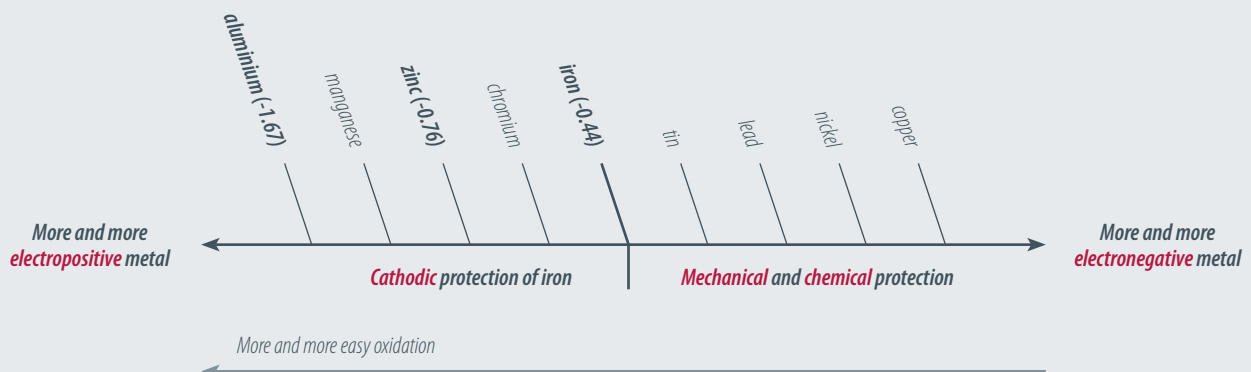 aluminium (-1.67)
manganese
zinc (-0.76)
chromium
iron (-0.44)
tin
lead
nickel
copper
More and more
electropositive metal
More and more
electronegative metal
Cathodic protection of iron
Mechanical and chemical protection
More and more easy oxidation